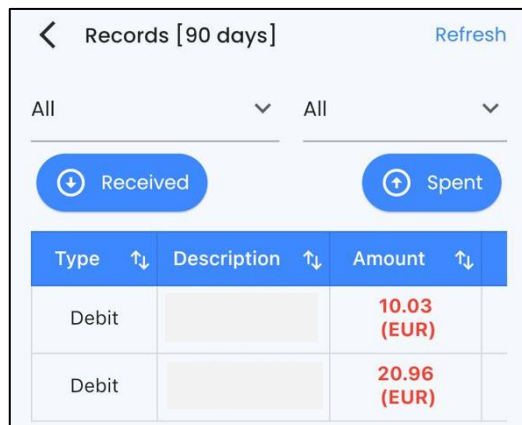 Records [90 days] Refresh
All All
Received Spent
Type Description Amount
Debit 10.03
(EUR)
Debit 20.96
(EUR)